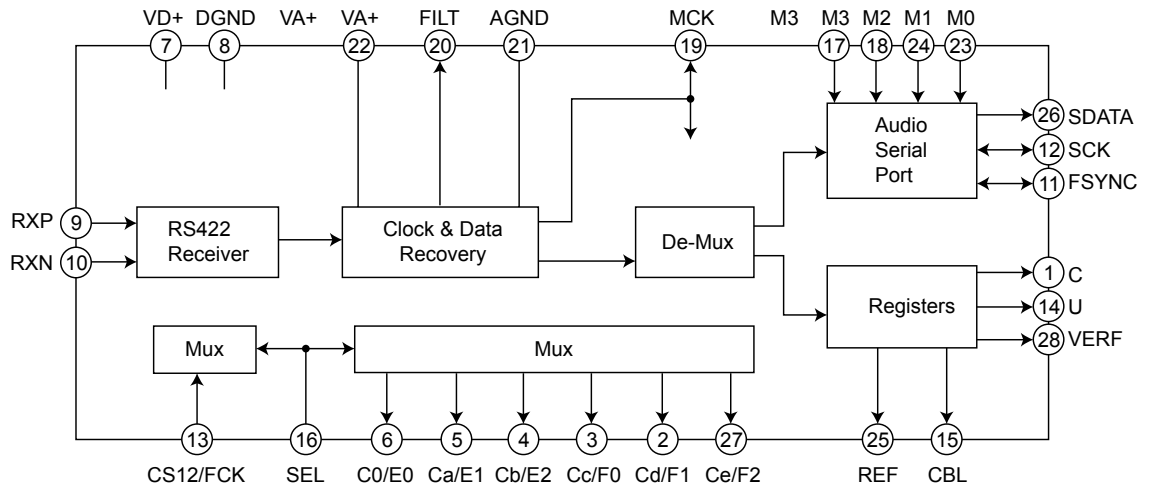 VD+ DGND VA+ VA+ FILT AGND MCK M3 M3 M2 M1 M0
7 8 22 20 21 19 17 18 24 23
Audio
Serial
Port
26 SDATA
12 SCK
11 FSYNC
RXP 9
RXN 10
RS422
Receiver
Clock & Data
Recovery
De-Mux
Registers
1 C
14 U
28 VERF
Mux
Mux
13 16 6 5 4 3 2 27 25 15
CS12/FCK SEL C0/E0 Ca/E1 Cb/E2 Cc/F0 Cd/F1 Ce/F2 REF CBL